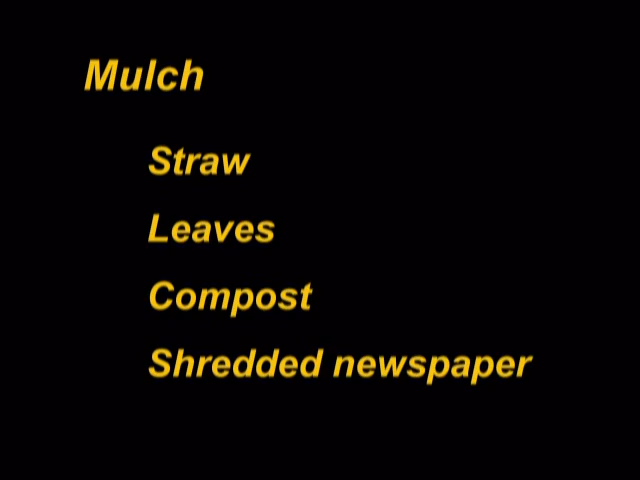 Mulch
Straw
Leaves
Compost
Shredded newspaper